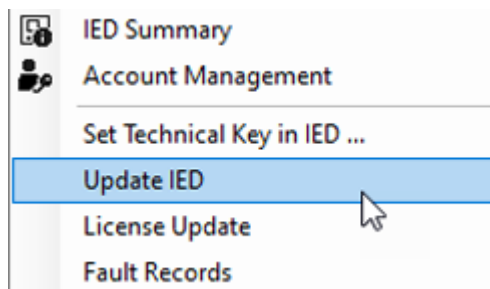 IED Summary
Account Management
Set Technical Key in IED ...
Update IED
License Update
Fault Records